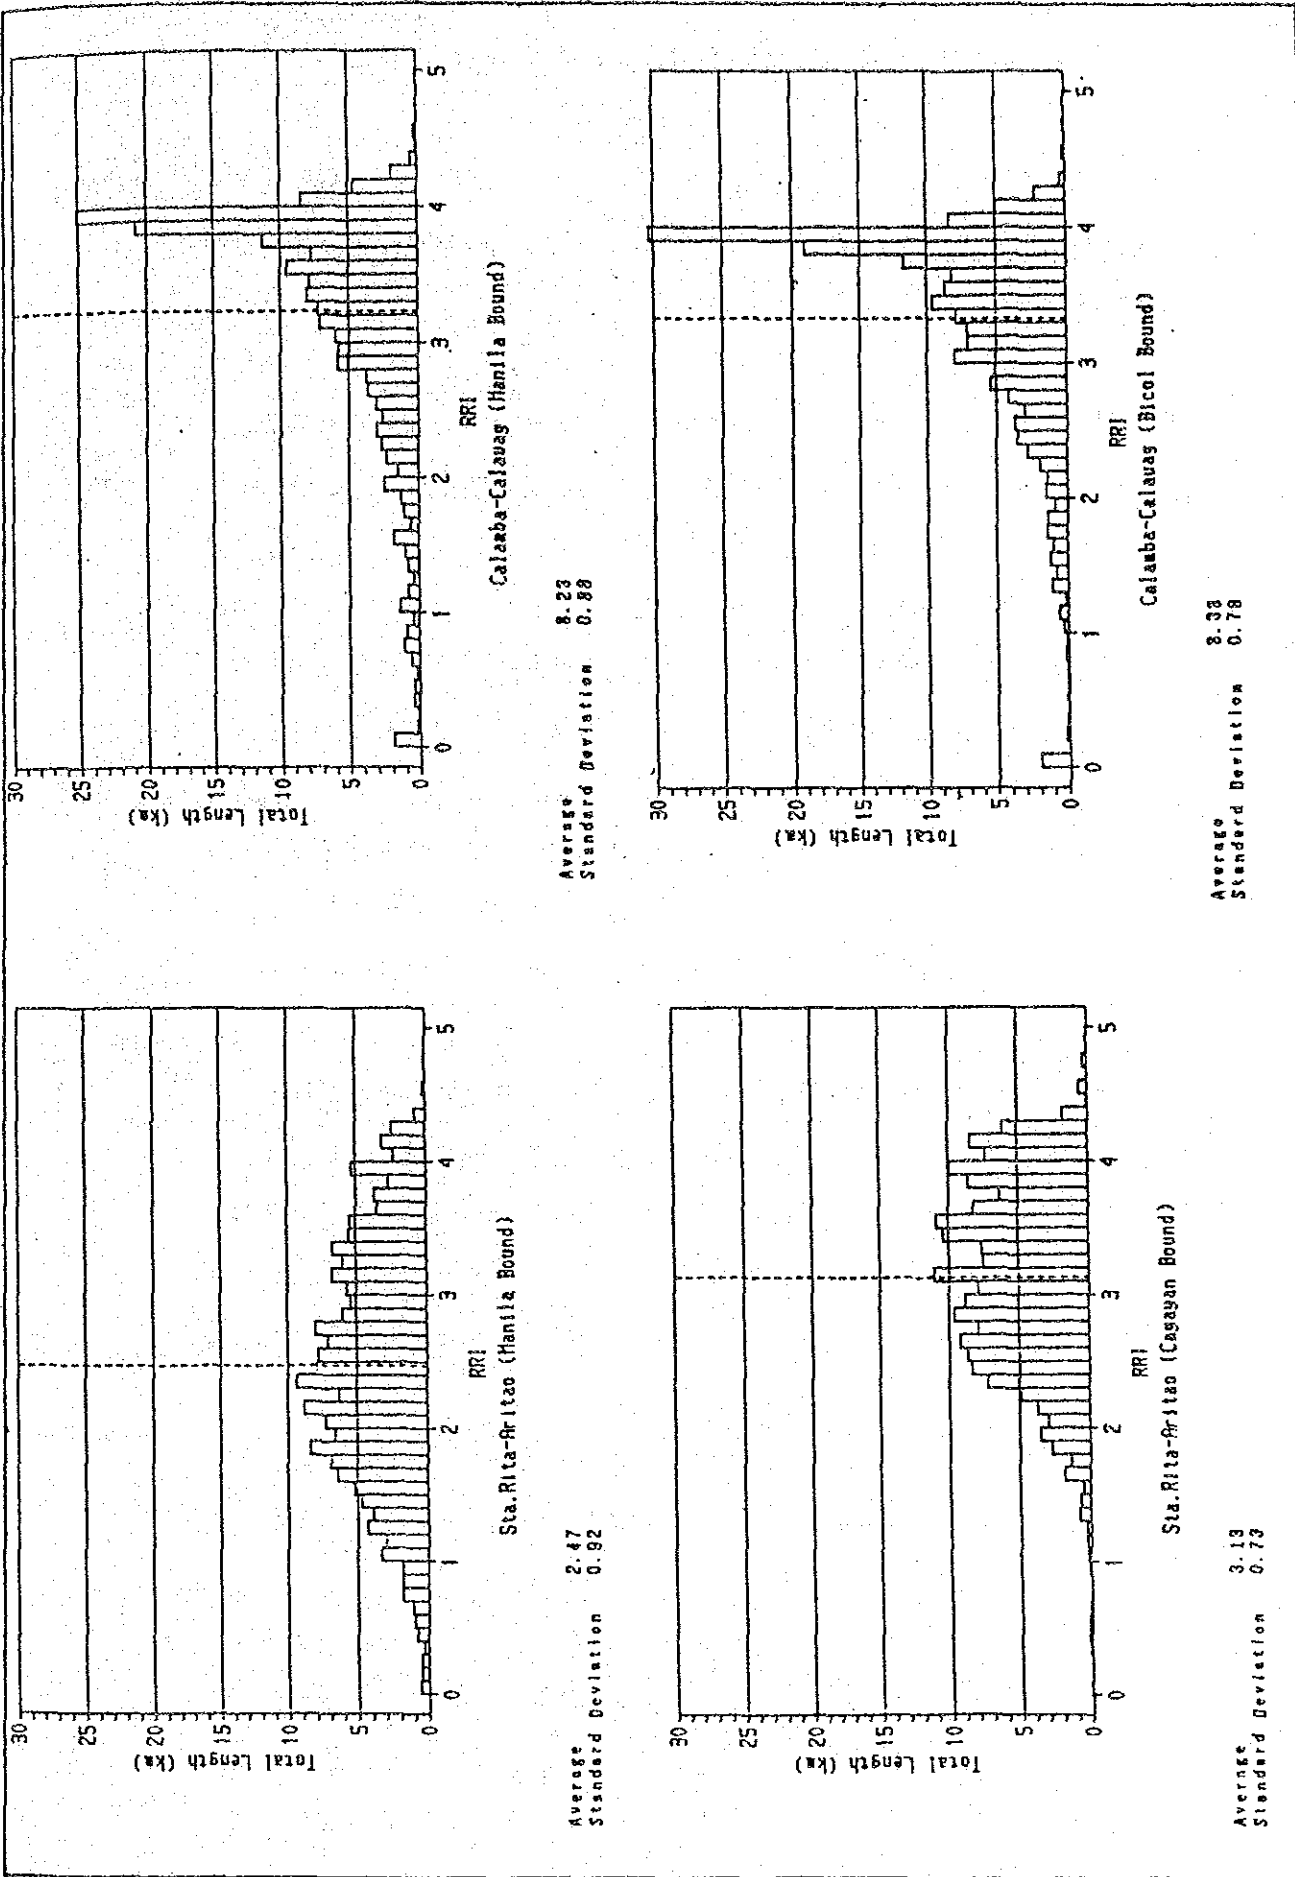 Total Length (km)
30
25
20
15
10
5
0
0 1 2 3 4 5
RRI
Sta.Rita-Aritao (Manila Bound)
Average 2.47
Standard Deviation 0.92
Total Length (km)
30
25
20
15
10
5
0
0 1 2 3 4 5
RRI
Calamba-Calauag (Manila Bound)
Average 3.23
Standard Deviation 0.88
Total Length (km)
30
25
20
15
10
5
0
0 1 2 3 4 5
RRI
Sta.Rita-Aritao (Cagayan Bound)
Average 3.13
Standard Deviation 0.73
Total Length (km)
30
25
20
15
10
5
0
0 1 2 3 4 5
RRI
Calamba-Calauag (Bicol Bound)
Average 3.33
Standard Deviation 0.78